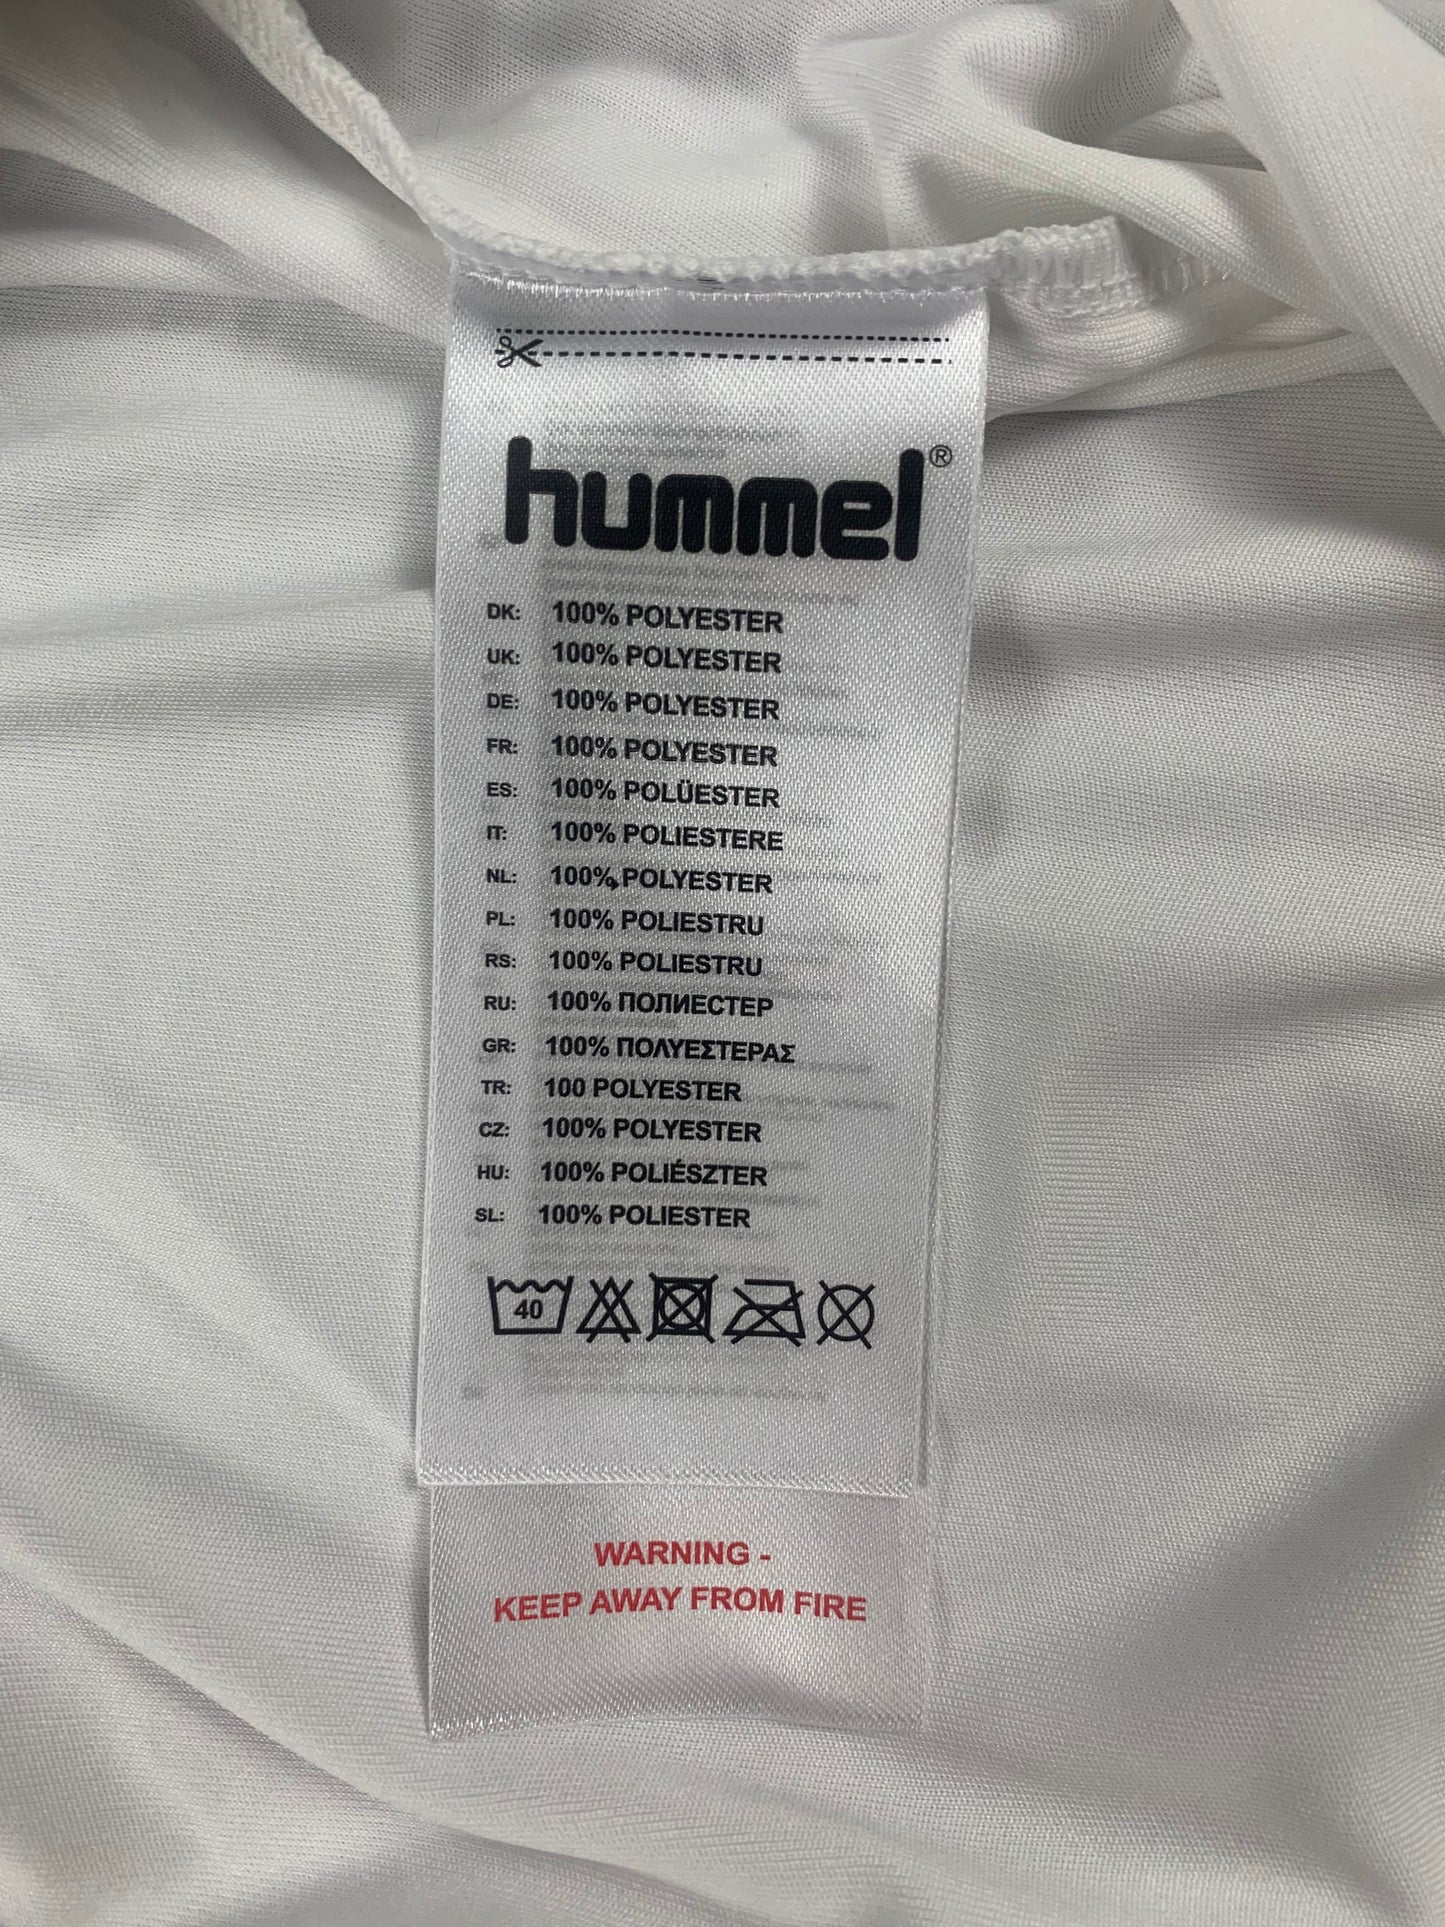 hummel®
DK: 100% POLYESTER
UK: 100% POLYESTER
DE: 100% POLYESTER
FR: 100% POLYESTER
ES: 100% POLÜESTER
IT: 100% POLIESTERE
NL: 100% POLYESTER
PL: 100% POLIESTRU
RS: 100% POLIESTRU
RU: 100% ПОЛИЕСТЕР
GR: 100% ΠΟΛΥΕΣΤΕΡΑΣ
TR: 100 POLYESTER
CZ: 100% POLYESTER
HU: 100% POLIÉSZTER
SL: 100% POLIESTER
40
WARNING -
KEEP AWAY FROM FIRE